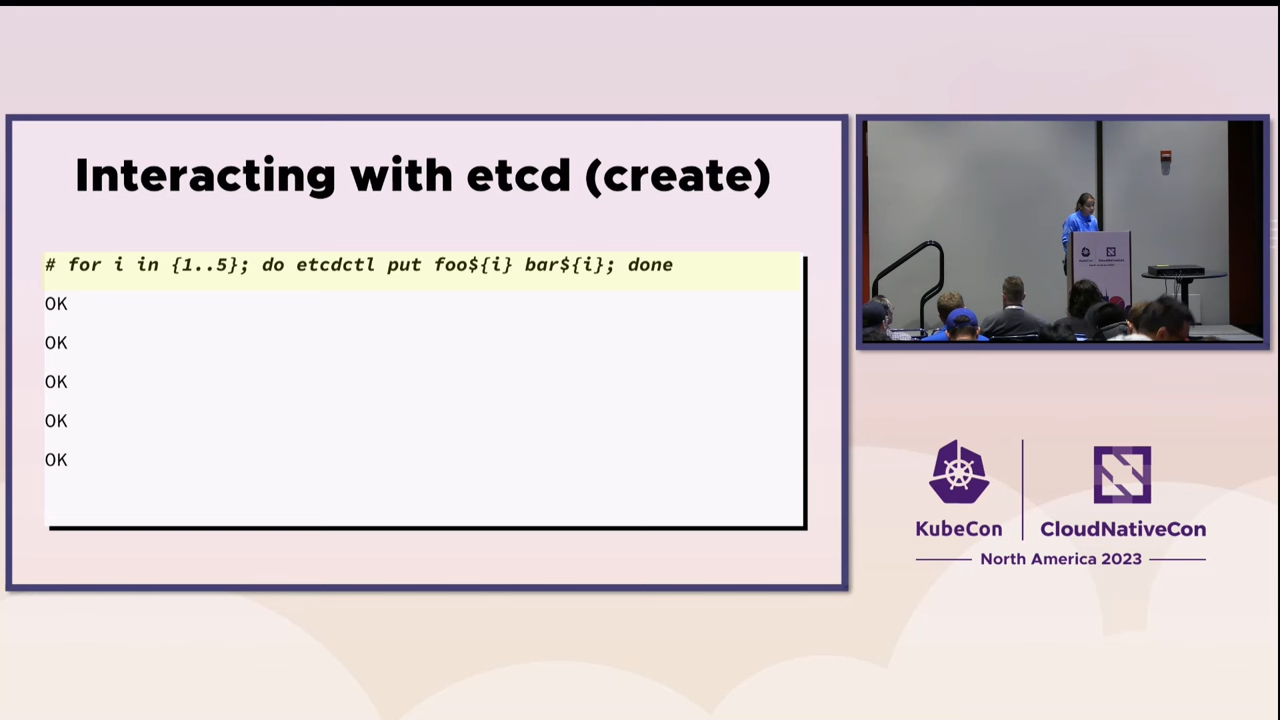 Interacting with etcd (create)
# for i in {1..5}; do etcdctl put foo${i} bar${i}; done
OK
OK
OK
OK
OK
KubeCon
CloudNativeCon
North America 2023